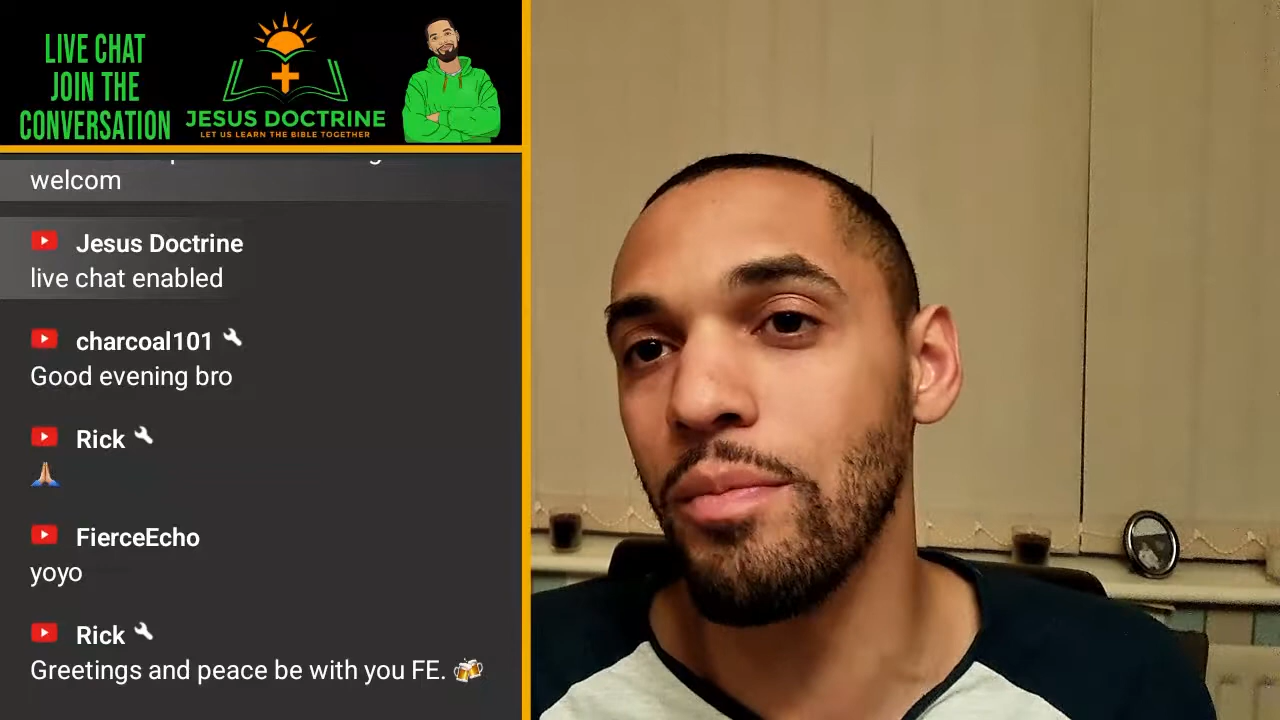 LIVE CHAT
JOIN THE
CONVERSATION
JESUS DOCTRINE
LET US LEARN THE BIBLE TOGETHER
welcom
Jesus Doctrine
live chat enabled
charcoal101
Good evening bro
Rick
🙏🏼
FierceEcho
yoyo
Rick
Greetings and peace be with you FE. 🍻